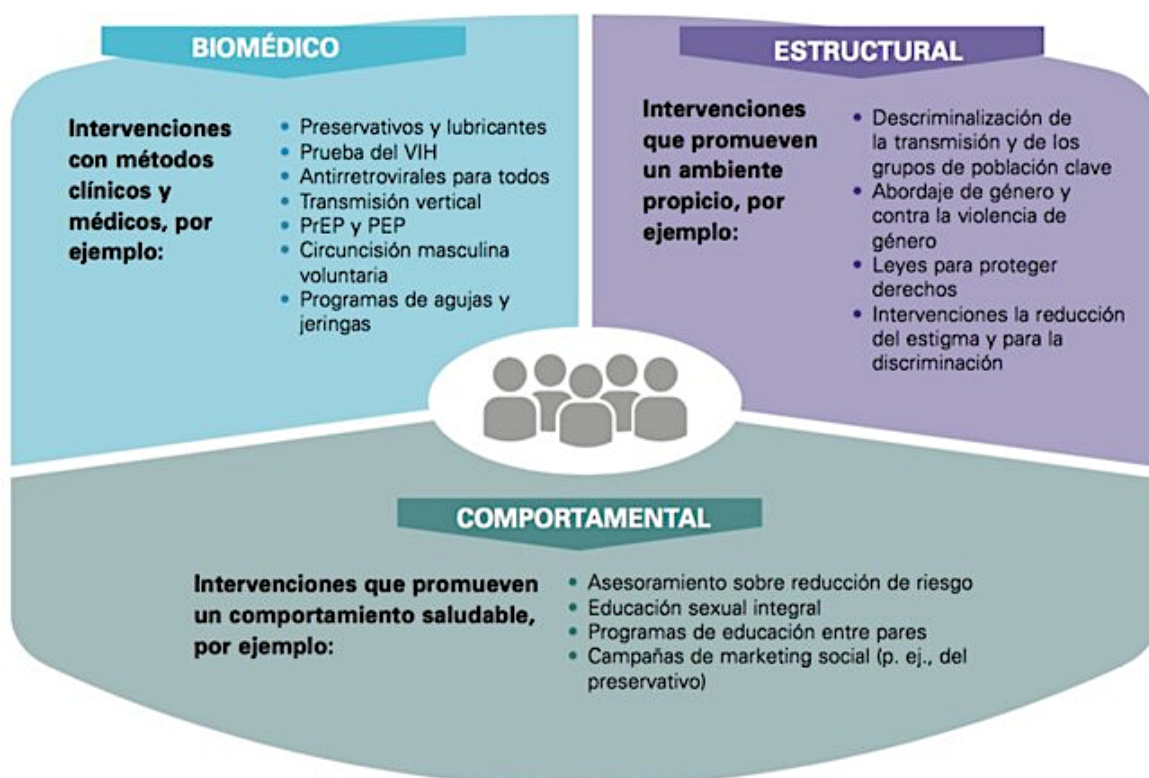 BIOMÉDICO
Intervenciones
con métodos
clínicos y
médicos, por
ejemplo:
• Preservativos y lubricantes
• Prueba del VIH
• Antirretrovirales para todos
• Transmisión vertical
• PrEP y PEP
• Circuncisión masculina
voluntaria
• Programas de agujas y
jeringas
ESTRUCTURAL
Intervenciones
que promueven
un ambiente
propicio, por
ejemplo:
• Descriminalización de
la transmisión y de los
grupos de población clave
• Abordaje de género y
contra la violencia de
género
• Leyes para proteger
derechos
• Intervenciones la reducción
del estigma y para la
discriminación
COMPORTAMENTAL
Intervenciones que promueven
un comportamiento saludable,
por ejemplo:
• Asesoramiento sobre reducción de riesgo
• Educación sexual integral
• Programas de educación entre pares
• Campañas de marketing social (p. ej., del
preservativo)